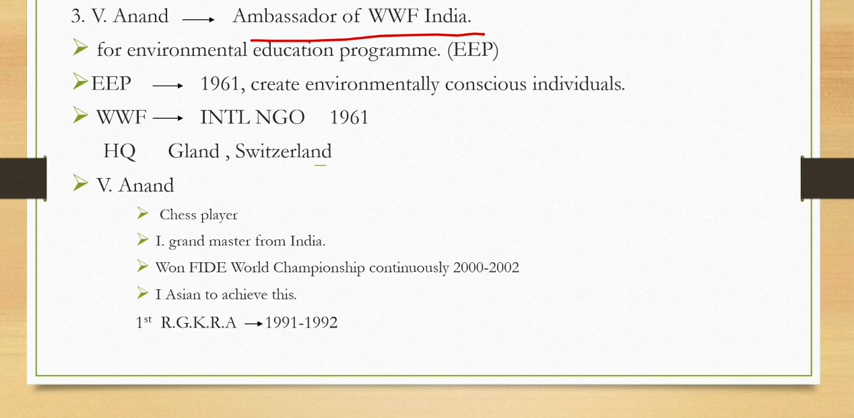 3. V. Anand → Ambassador of WWF India.
➢ for environmental education programme. (EEP)
➢ EEP → 1961, create environmentally conscious individuals.
➢ WWF → INTL NGO 1961
HQ Gland , Switzerland
➢ V. Anand
➢ Chess player
➢ I. grand master from India.
➢ Won FIDE World Championship continuously 2000-2002
➢ I Asian to achieve this.
1st R.G.K.R.A → 1991-1992